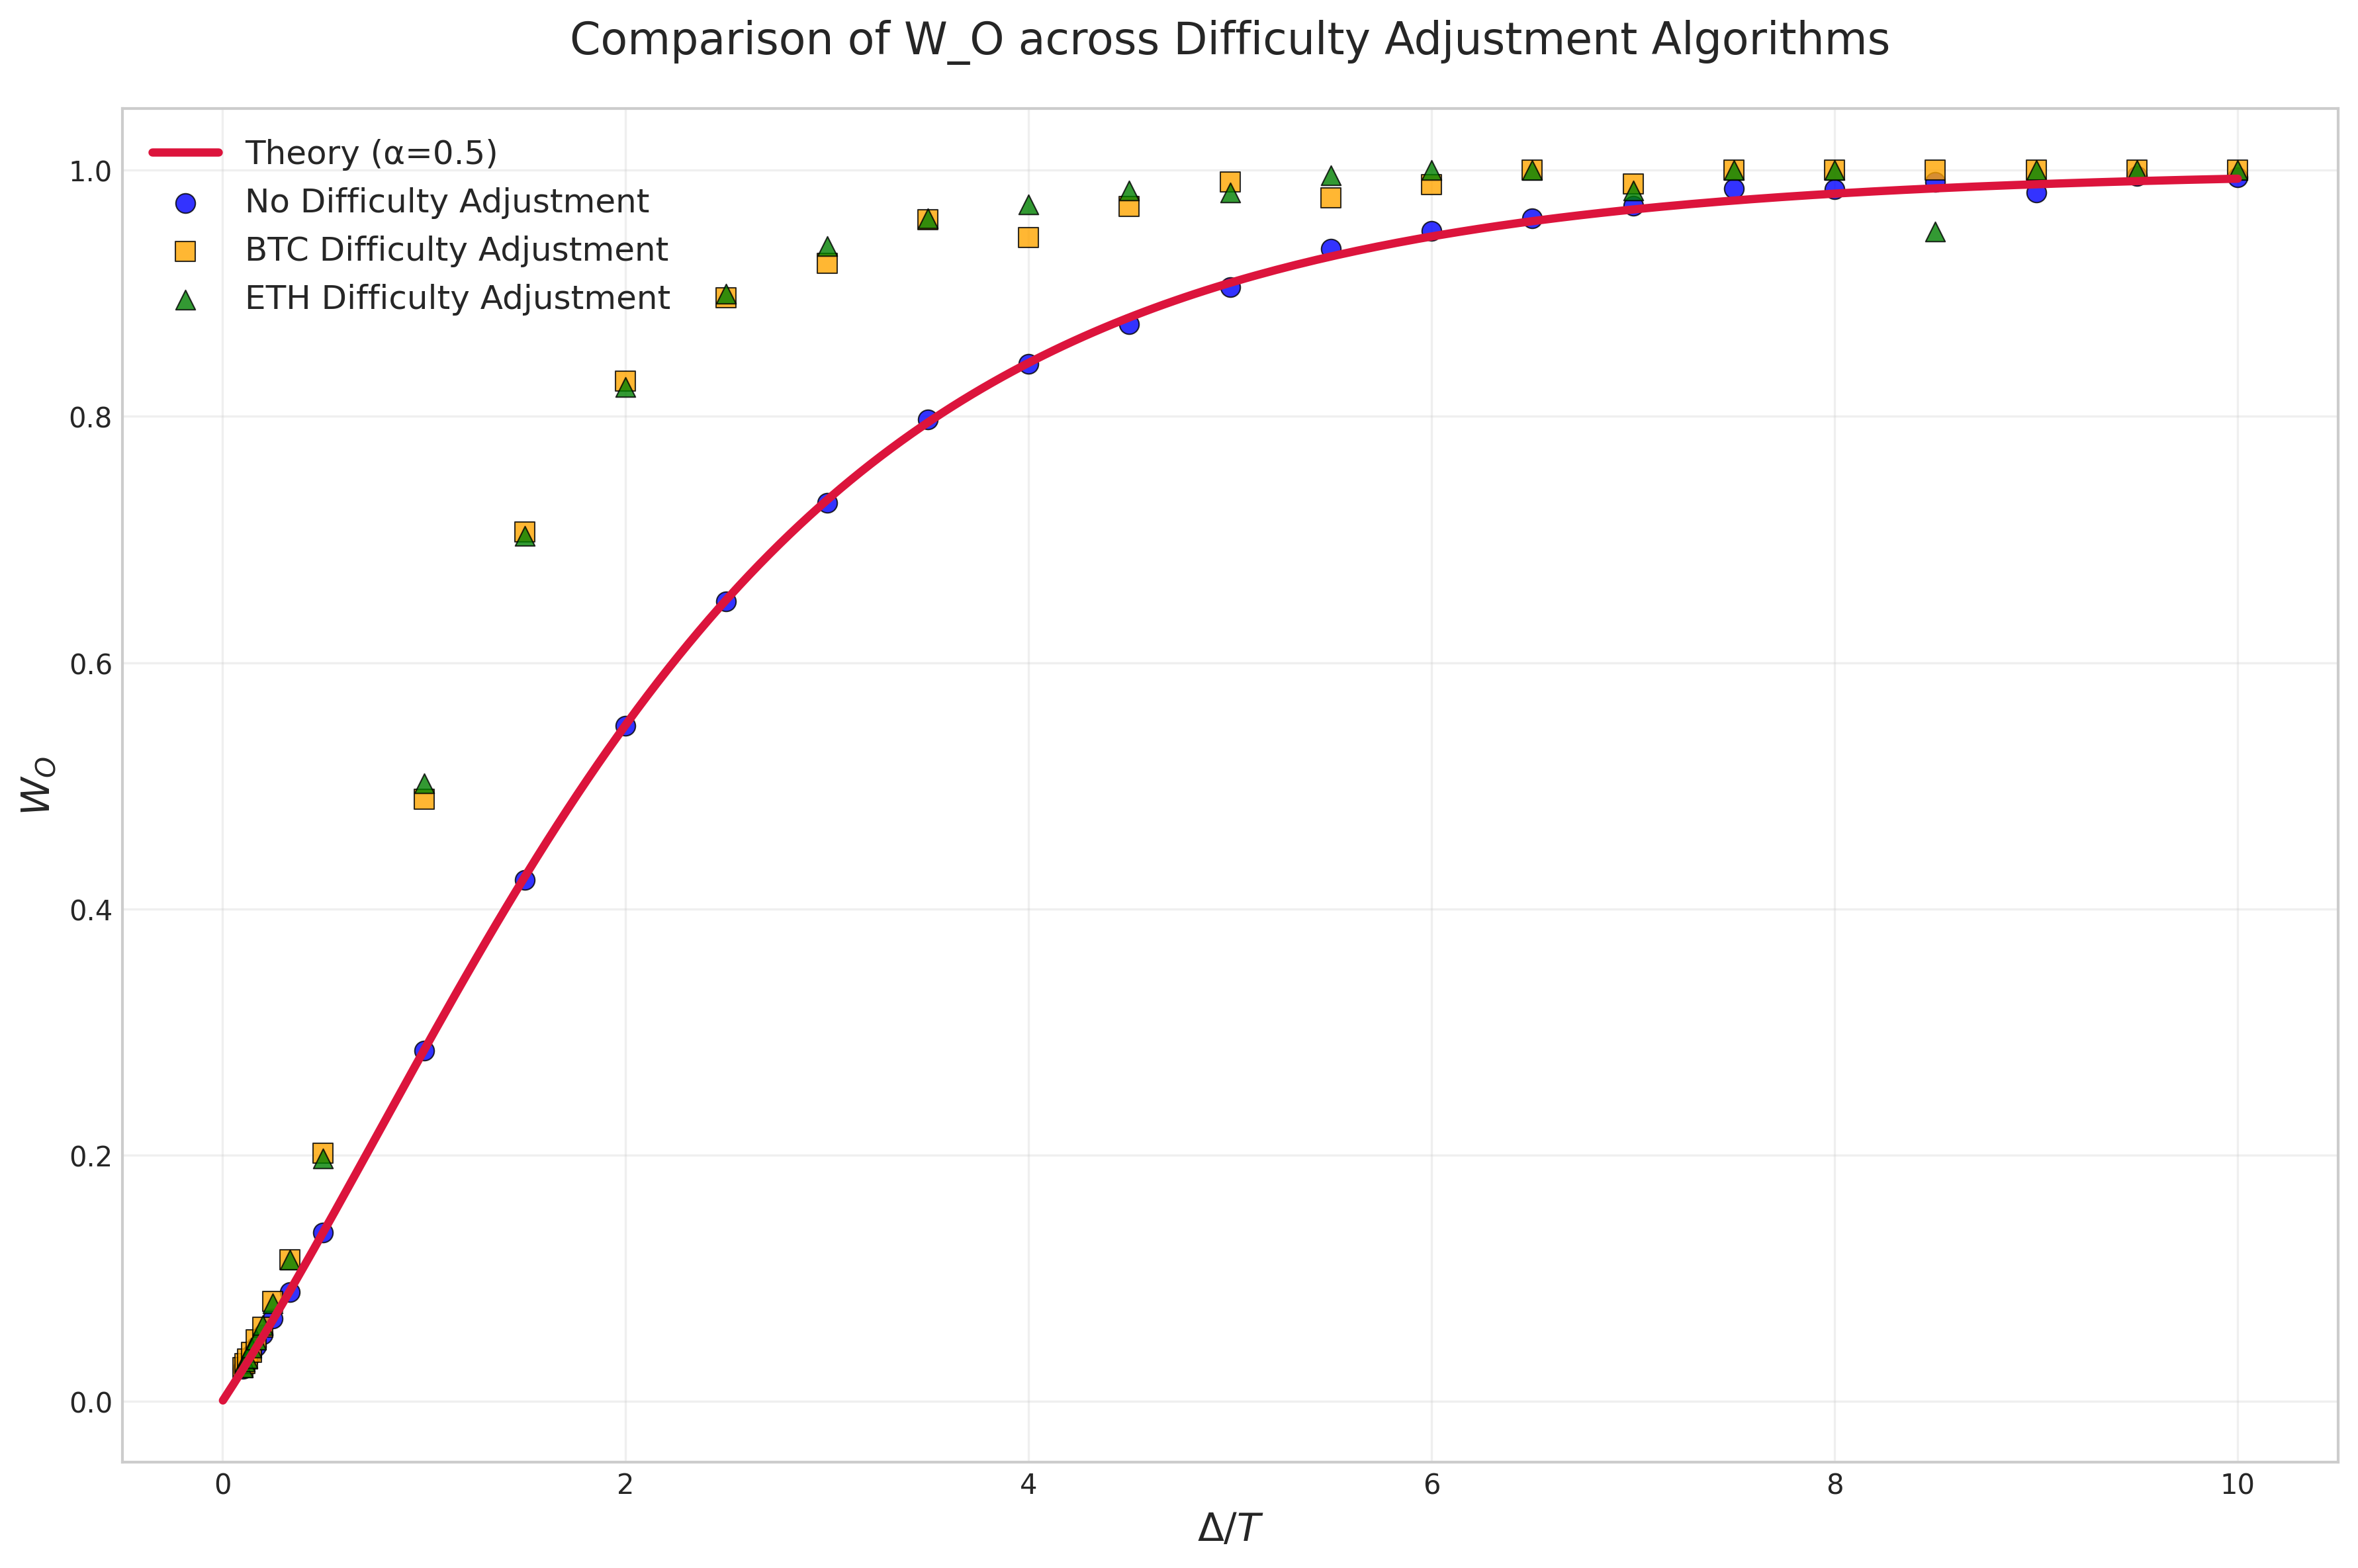 Comparison of W_O across Difficulty Adjustment Algorithms
Theory (α=0.5)
No Difficulty Adjustment
BTC Difficulty Adjustment
ETH Difficulty Adjustment
1.0
0.8
0.6
0.4
0.2
0.0
W_O
0 2 4 6 8 10
Δ/T